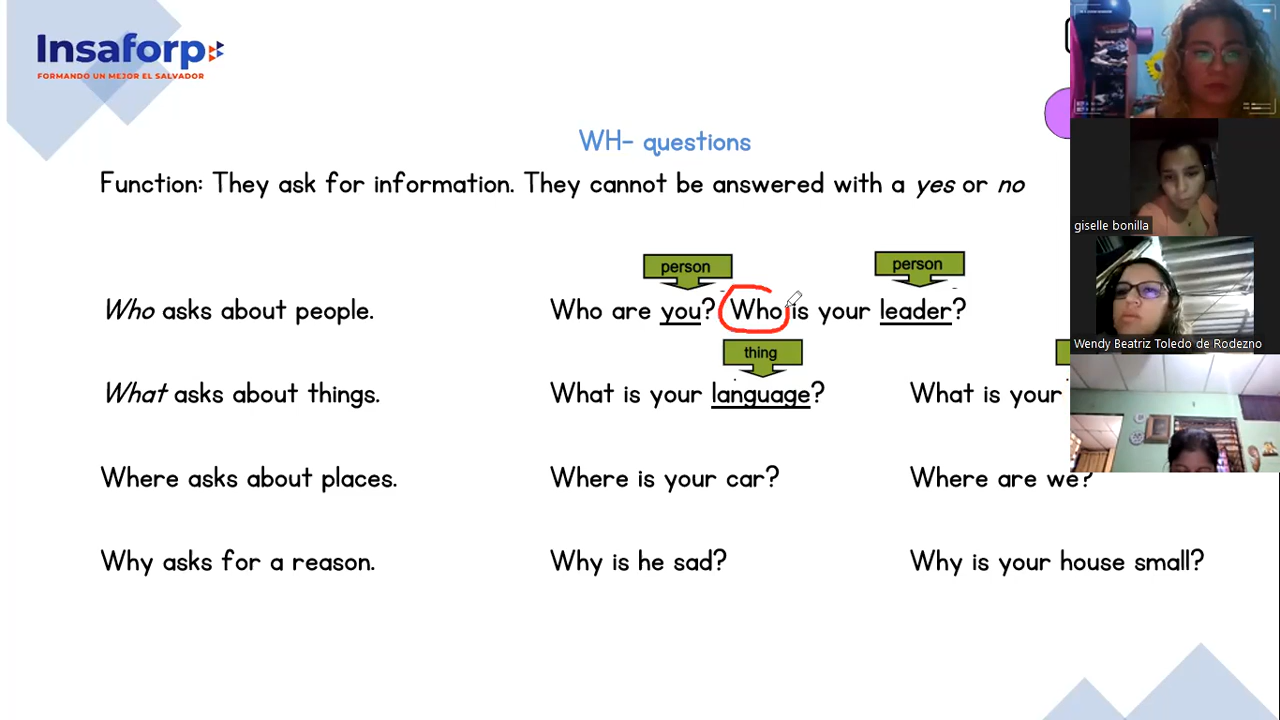 Insaforp
FORMANDO UN MEJOR EL SALVADOR
WH- questions
Function: They ask for information. They cannot be answered with a yes or no
person
person
Who asks about people.
Who are you? Who is your leader?
thing
What asks about things.
What is your language?
What is your
Where asks about places.
Where is your car?
Where are we?
Why asks for a reason.
Why is he sad?
Why is your house small?
giselle bonilla
Wendy Beatriz Toledo de Rodezno